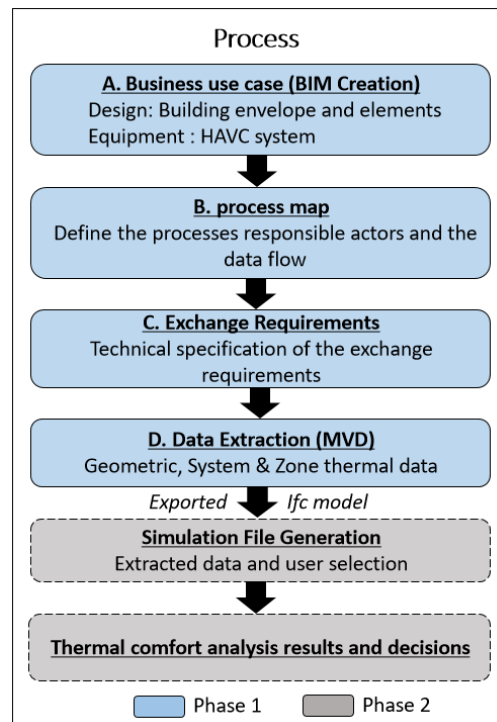 Process
A. Business use case (BIM Creation)
Design: Building envelope and elements
Equipment : HAVC system
B. process map
Define the processes responsible actors and the
data flow
C. Exchange Requirements
Technical specification of the exchange
requirements
D. Data Extraction (MVD)
Geometric, System & Zone thermal data
Exported Ifc model
Simulation File Generation
Extracted data and user selection
Thermal comfort analysis results and decisions
Phase 1 Phase 2